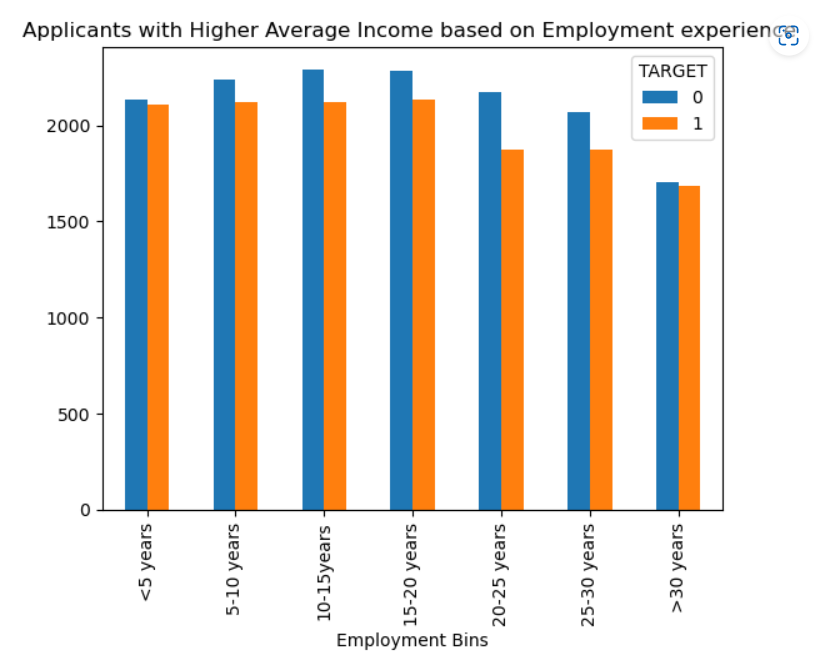 Applicants with Higher Average Income based on Employment experience
TARGET
0
1
2000
1500
1000
500
0
<5 years
5-10 years
10-15years
15-20 years
20-25 years
25-30 years
>30 years
Employment Bins